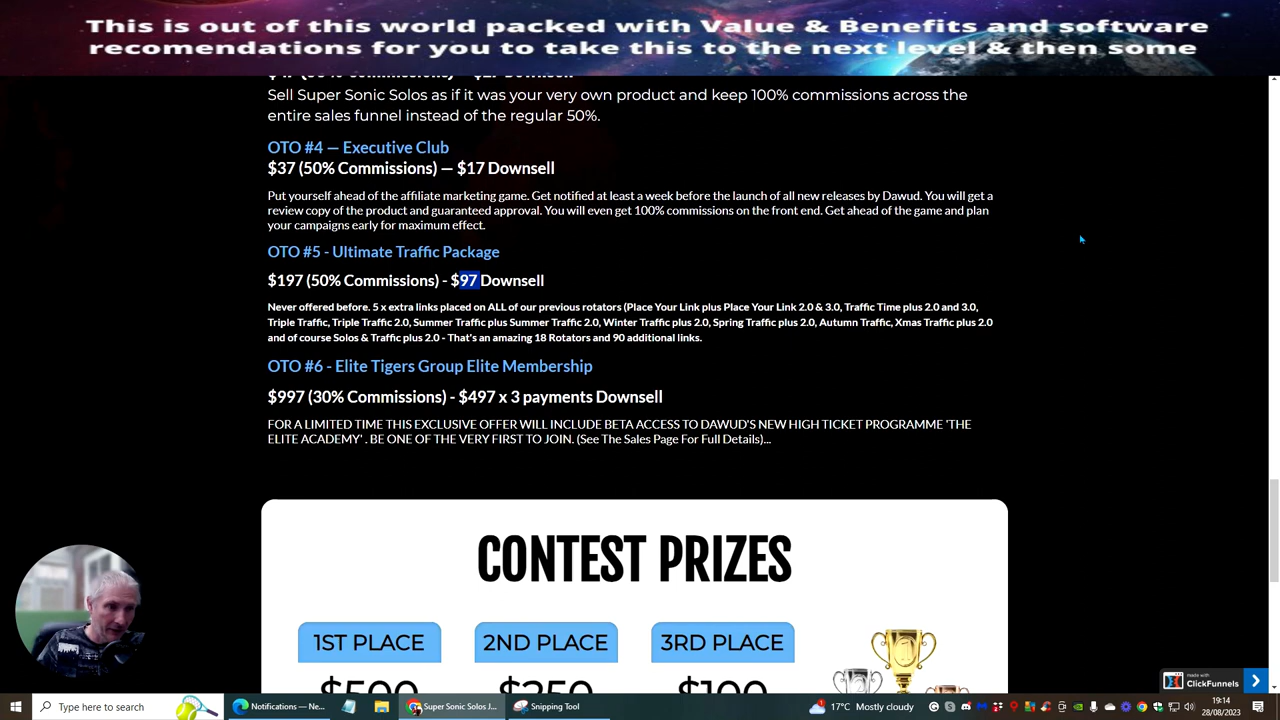 This is out of this world packed with Value & Benefits and software
recomendations for you to take this to the next level & then some
Sell Super Sonic Solos as if it was your very own product and keep 100% commissions across the
entire sales funnel instead of the regular 50%.
OTO #4 — Executive Club
$37 (50% Commissions) — $17 Downsell
Put yourself ahead of the affiliate marketing game. Get notified at least a week before the launch of all new releases by Dawud. You will get a
review copy of the product and guaranteed approval. You will even get 100% commissions on the front end. Get ahead of the game and plan
your campaigns early for maximum effect.
OTO #5 - Ultimate Traffic Package
$197 (50% Commissions) - $97 Downsell
Never offered before. 5 x extra links placed on ALL of our previous rotators (Place Your Link plus Place Your Link 2.0 & 3.0, Traffic Time plus 2.0 and 3.0,
Triple Traffic, Triple Traffic 2.0, Summer Traffic plus Summer Traffic 2.0, Winter Traffic plus 2.0, Spring Traffic plus 2.0, Autumn Traffic, Xmas Traffic plus 2.0
and of course Solos & Traffic plus 2.0 - That's an amazing 18 Rotators and 90 additional links.
OTO #6 - Elite Tigers Group Elite Membership
$997 (30% Commissions) - $497 x 3 payments Downsell
FOR A LIMITED TIME THIS EXCLUSIVE OFFER WILL INCLUDE BETA ACCESS TO DAWUD'S NEW HIGH TICKET PROGRAMME 'THE
ELITE ACADEMY' . BE ONE OF THE VERY FIRST TO JOIN. (See The Sales Page For Full Details)...
CONTEST PRIZES
1ST PLACE 2ND PLACE 3RD PLACE
$500 $250 $100
made with
ClickFunnels
Type here to search
Notifications — Ne...
Super Sonic Solos J...
Snipping Tool
17°C Mostly cloudy
19:14
28/08/2023